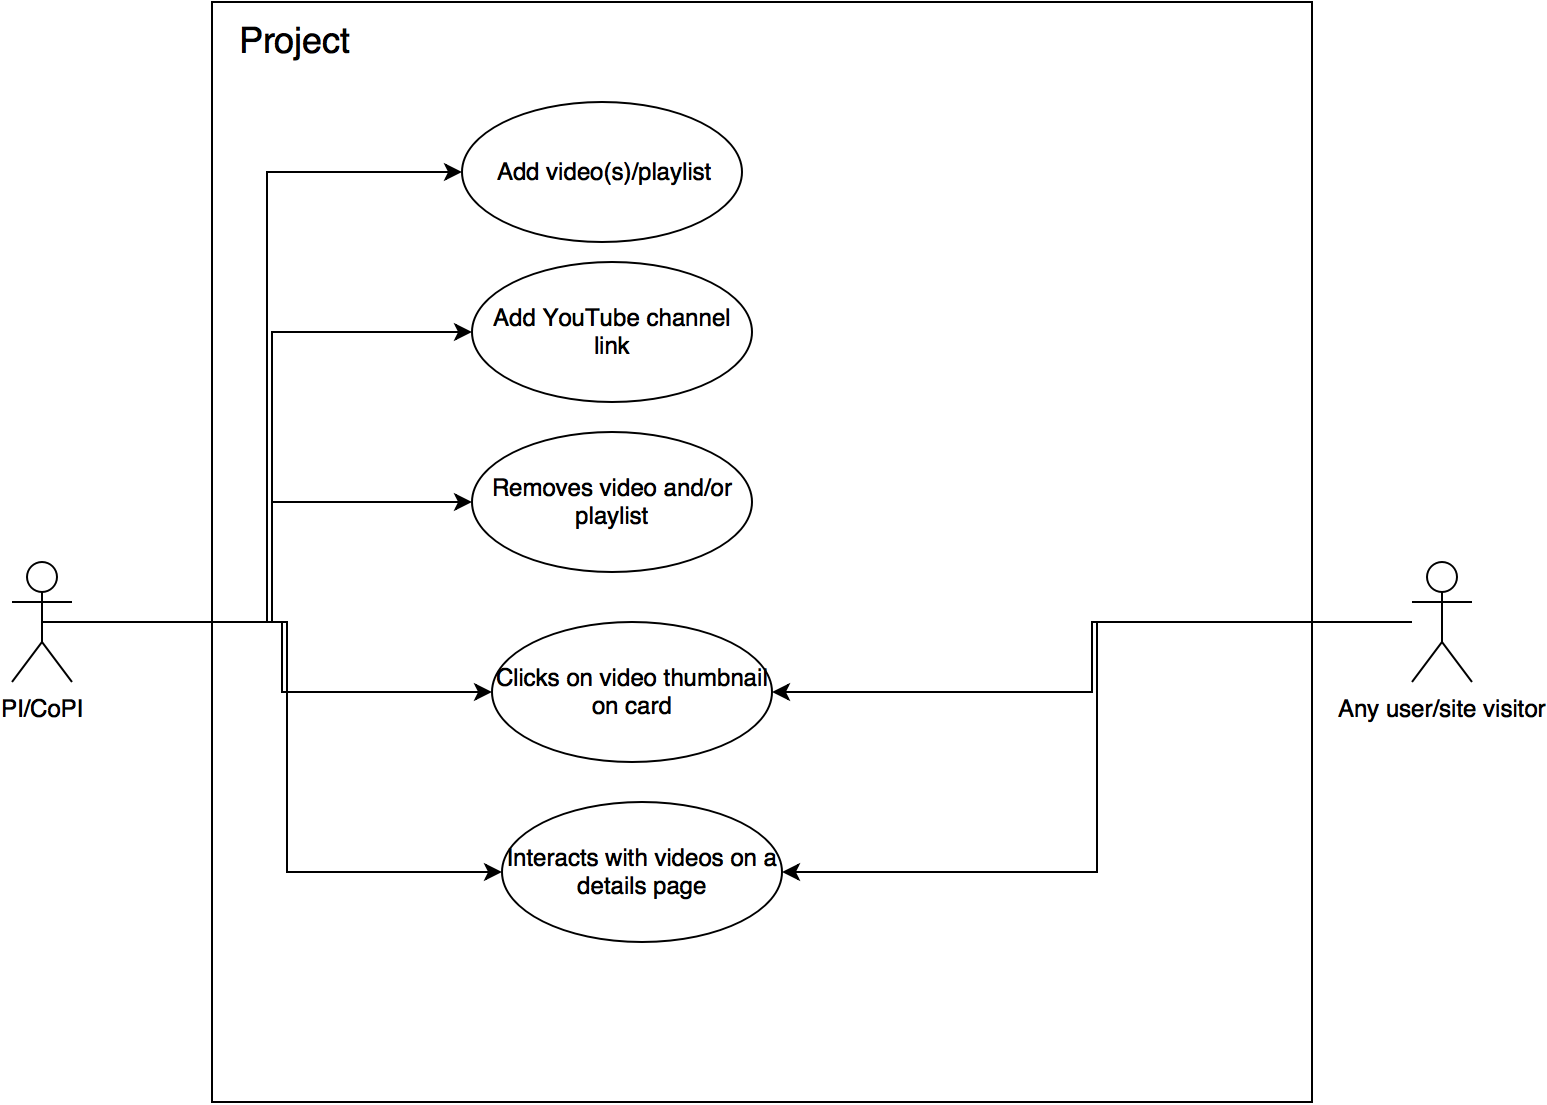 Project
Add video(s)/playlist
Add YouTube channel
link
Removes video and/or
playlist
PI/CoPI
Clicks on video thumbnail
on card
Any user/site visitor
Interacts with videos on a
details page